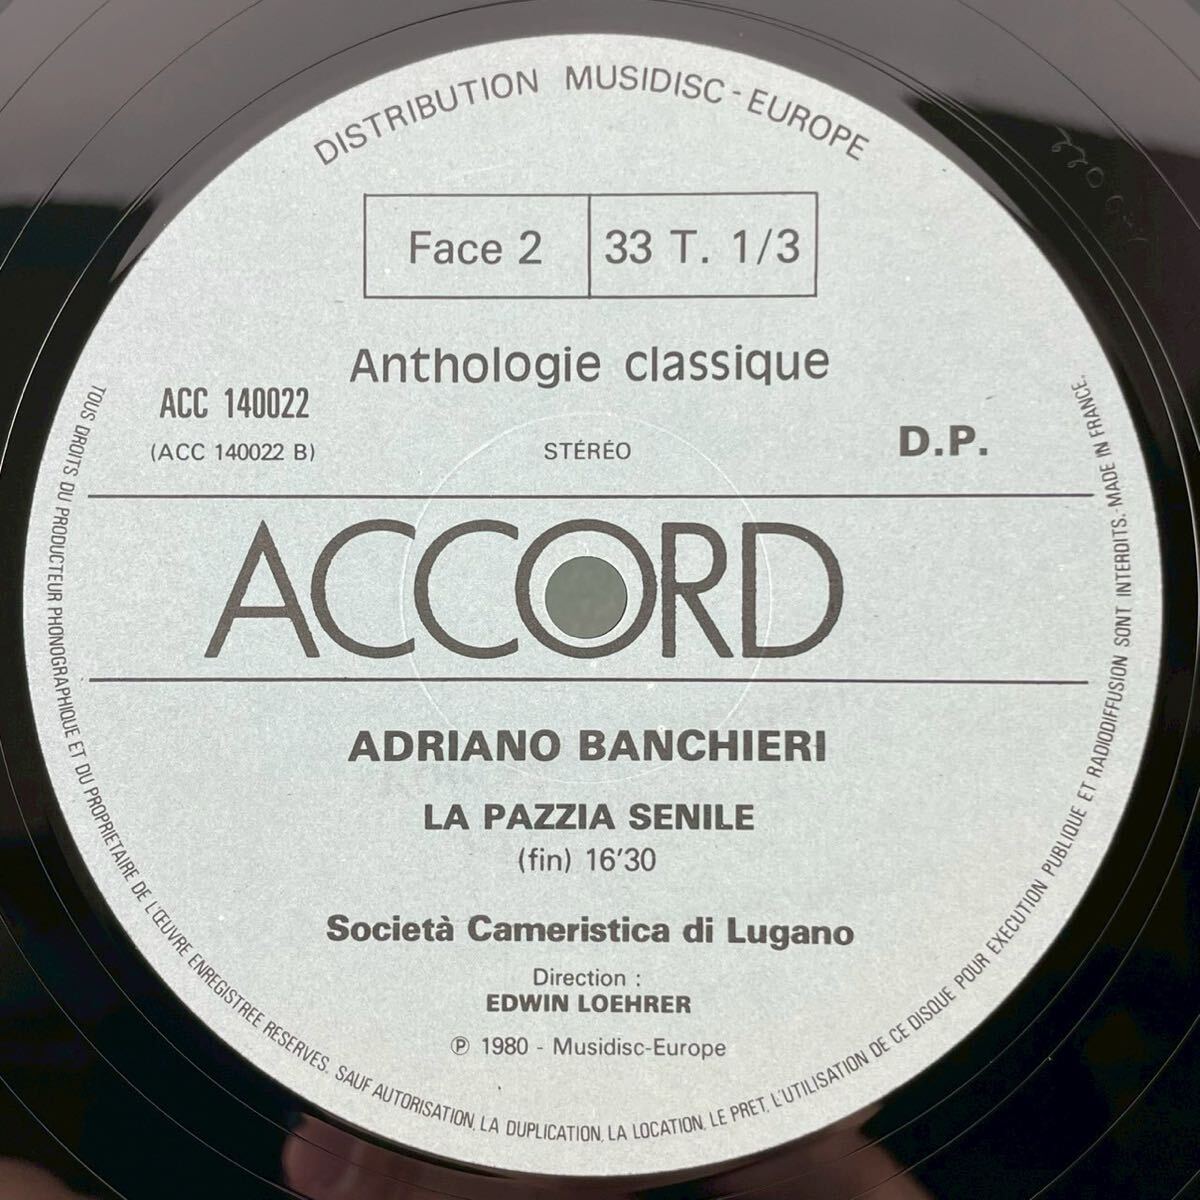 DISTRIBUTION MUSIDISC - EUROPE
Face 2 33 T. 1/3
Anthologie classique
ACC 140022
(ACC 140022 B)
STÉRÉO
D.P.
ACCORD
ADRIANO BANCHIERI
LA PAZZIA SENILE
(fin) 16'30
Società Cameristica di Lugano
Direction :
EDWIN LOEHRER
℗ 1980 - Musidisc-Europe
TOUS DROITS DU PRODUCTEUR PHONOGRAPHIQUE ET DU PROPRIETAIRE DE L'ŒUVRE ENREGISTREE RESERVES. SAUF AUTORISATION, LA DUPLICATION, LA LOCATION, LE PRET, L'UTILISATION DE CE DISQUE POUR EXECUTION PUBLIQUE ET RADIODIFFUSION SONT INTERDITS. - MADE IN FRANCE.